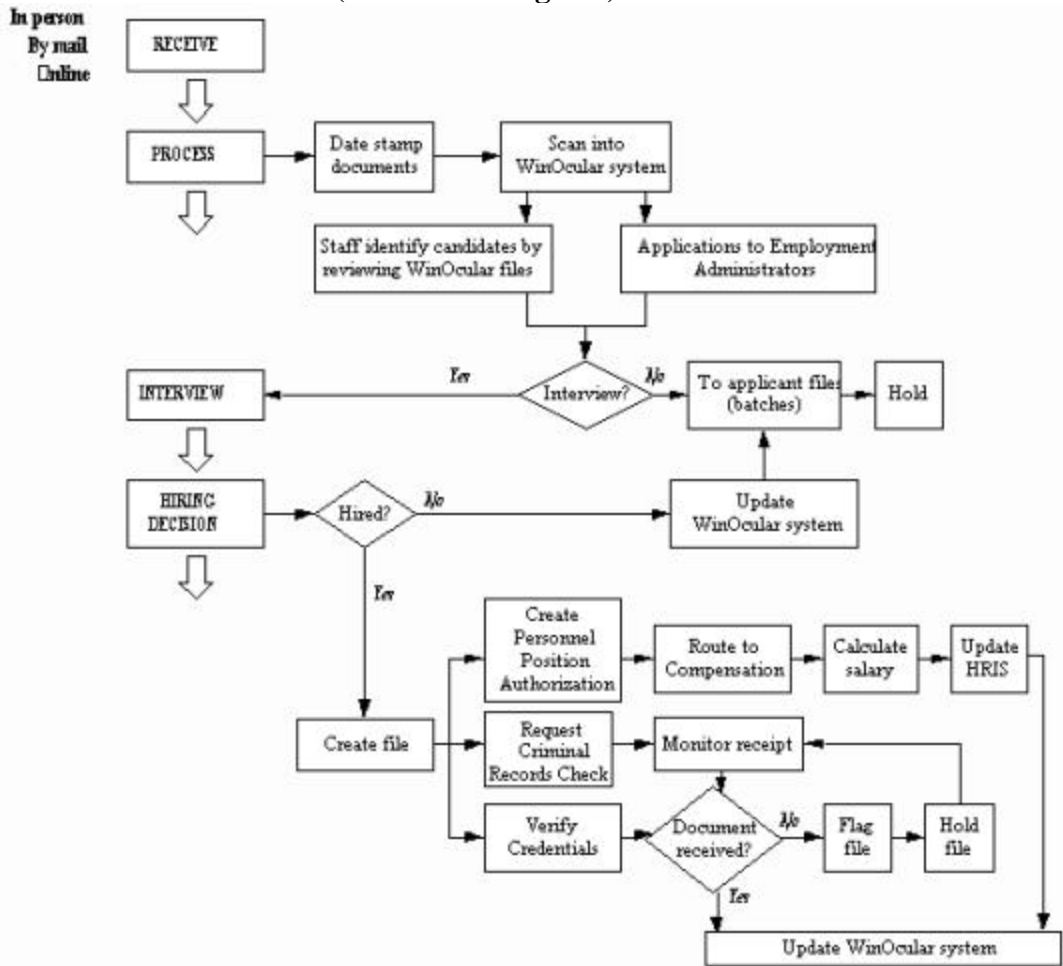 In person
By mail
Online
RECEIVE
PROCESS
Date stamp
documents
Scan into
WinOcular system
Staff identify candidates by
reviewing WinOcular files
Applications to Employment
Administrators
INTERVIEW
Yes
Interview?
No
To applicant files
(batches)
Hold
HIRING
DECISION
Hired?
No
Update
WinOcular system
Yes
Create
Personnel
Position
Authorization
Route to
Compensation
Calculate
salary
Update
HRIS
Create file
Request
Criminal
Records Check
Monitor receipt
Verify
Credentials
Document
received?
No
Flag
file
Hold
file
Yes
Update WinOcular system